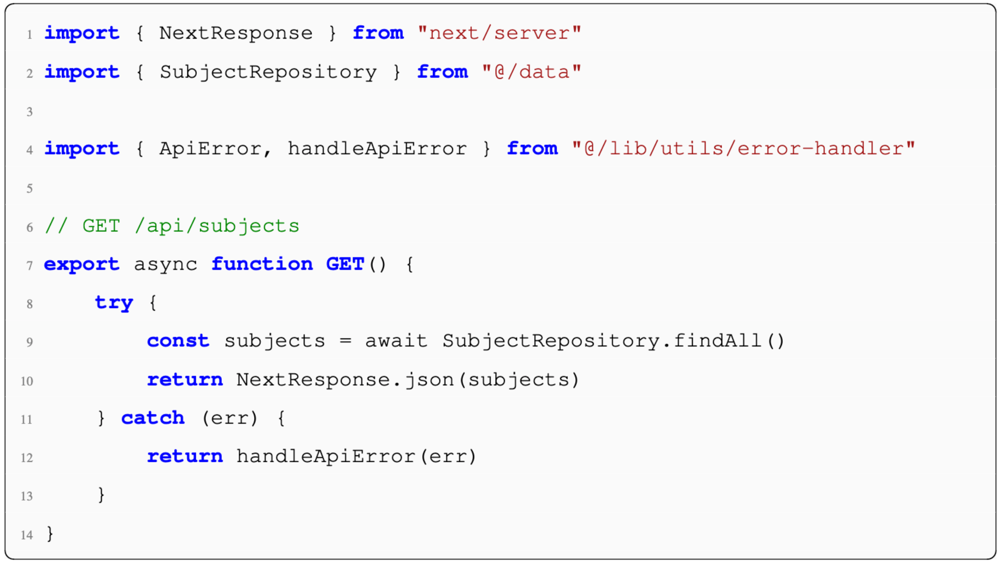 1 import { NextResponse } from "next/server"
2 import { SubjectRepository } from "@/data"
3
4 import { ApiError, handleApiError } from "@/lib/utils/error-handler"
5
6 // GET /api/subjects
7 export async function GET() {
8     try {
9         const subjects = await SubjectRepository.findAll()
10         return NextResponse.json(subjects)
11     } catch (err) {
12         return handleApiError(err)
13     }
14 }